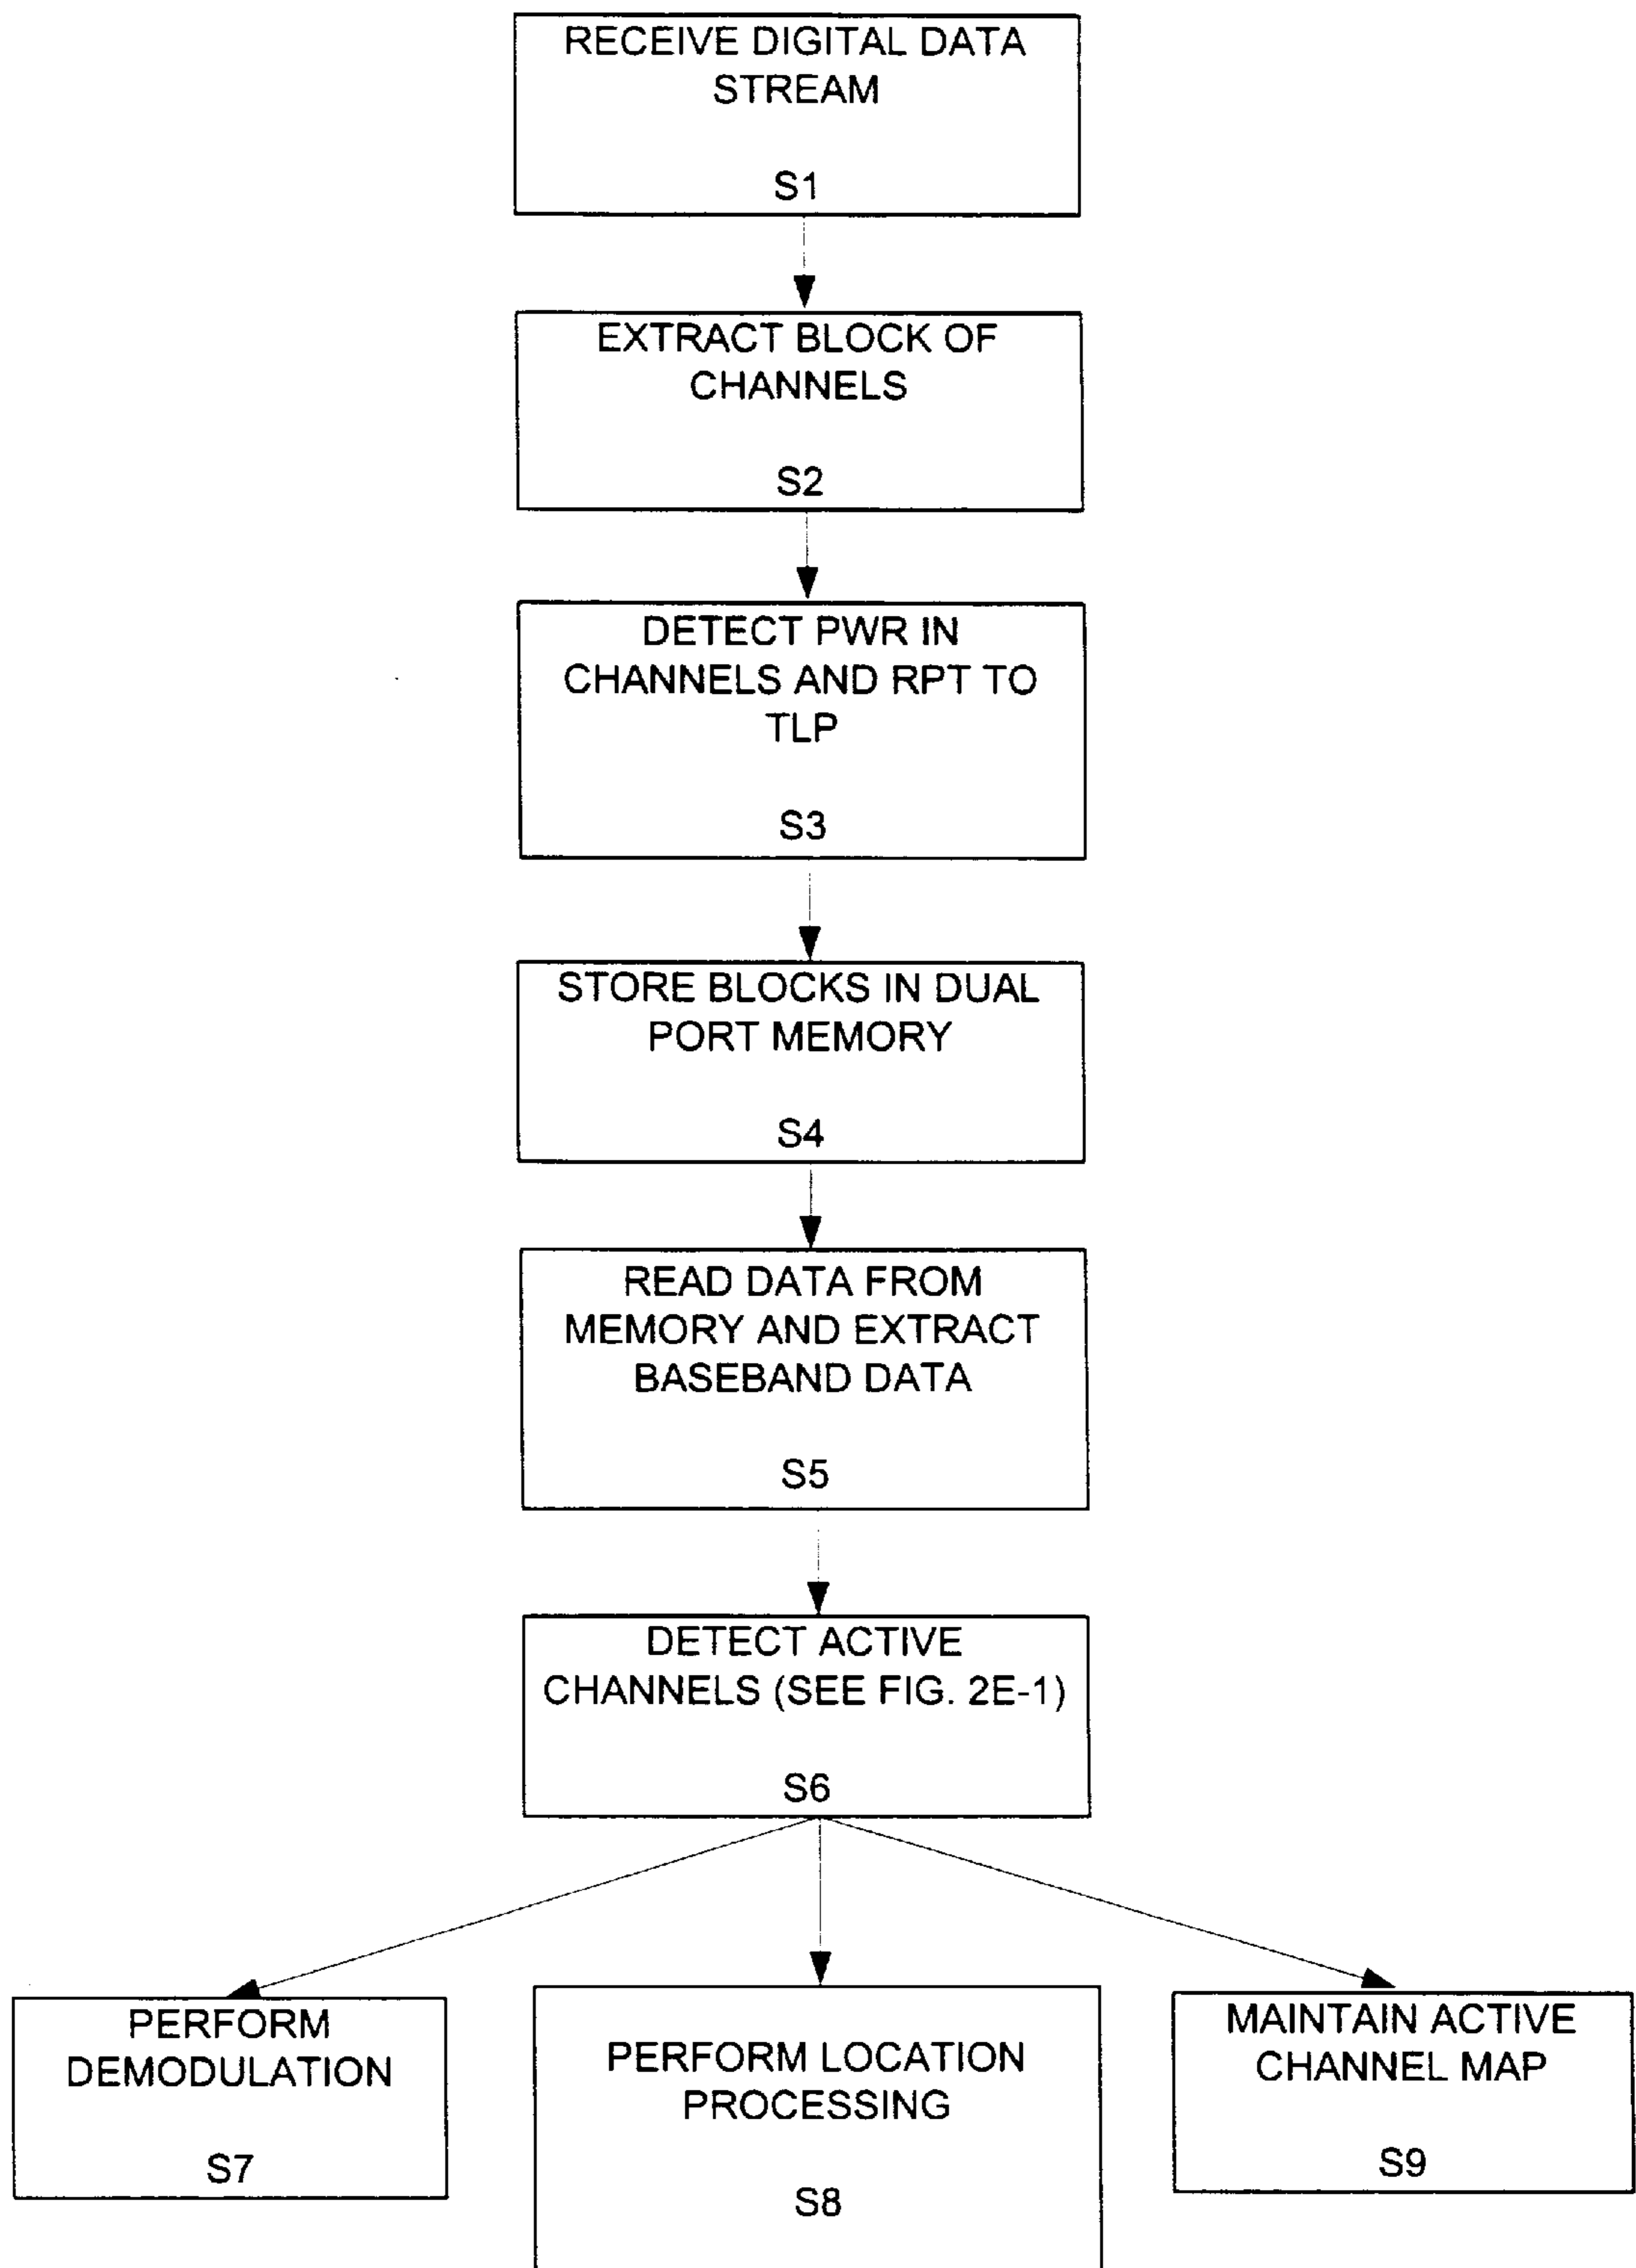 RECEIVE DIGITAL DATA
STREAM
S1
EXTRACT BLOCK OF
CHANNELS
S2
DETECT PWR IN
CHANNELS AND RPT TO
TLP
S3
STORE BLOCKS IN DUAL
PORT MEMORY
S4
READ DATA FROM
MEMORY AND EXTRACT
BASEBAND DATA
S5
DETECT ACTIVE
CHANNELS (SEE FIG. 2E-1)
S6
PERFORM
DEMODULATION
S7
PERFORM LOCATION
PROCESSING
S8
MAINTAIN ACTIVE
CHANNEL MAP
S9